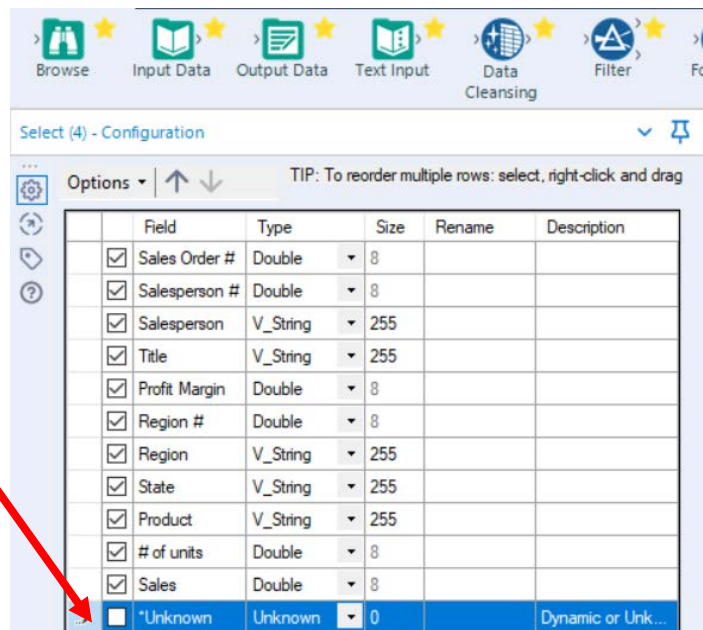 Browse Input Data Output Data Text Input Data Cleansing Filter
Select (4) - Configuration
Options TIP: To reorder multiple rows: select, right-click and drag
Field Type Size Rename Description
Sales Order # Double 8
Salesperson # Double 8
Salesperson V_String 255
Title V_String 255
Profit Margin Double 8
Region # Double 8
Region V_String 255
State V_String 255
Product V_String 255
# of units Double 8
Sales Double 8
*Unknown Unknown 0 Dynamic or Unk...